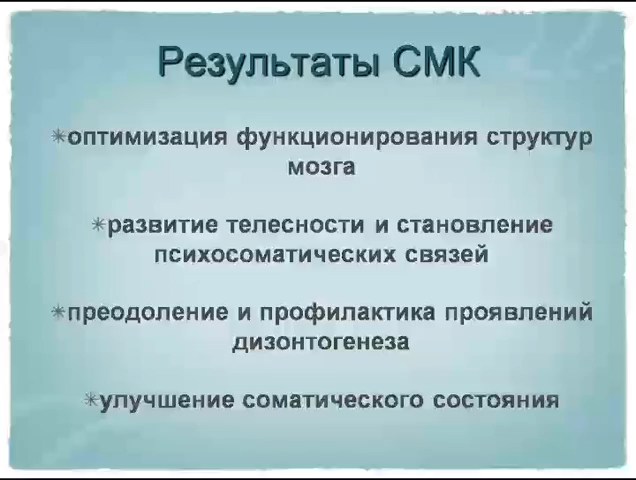 Результаты СМК
✴оптимизация функционирования структур
мозга
✴развитие телесности и становление
психосоматических связей
✴преодоление и профилактика проявлений
дизонтогенеза
✴улучшение соматического состояния